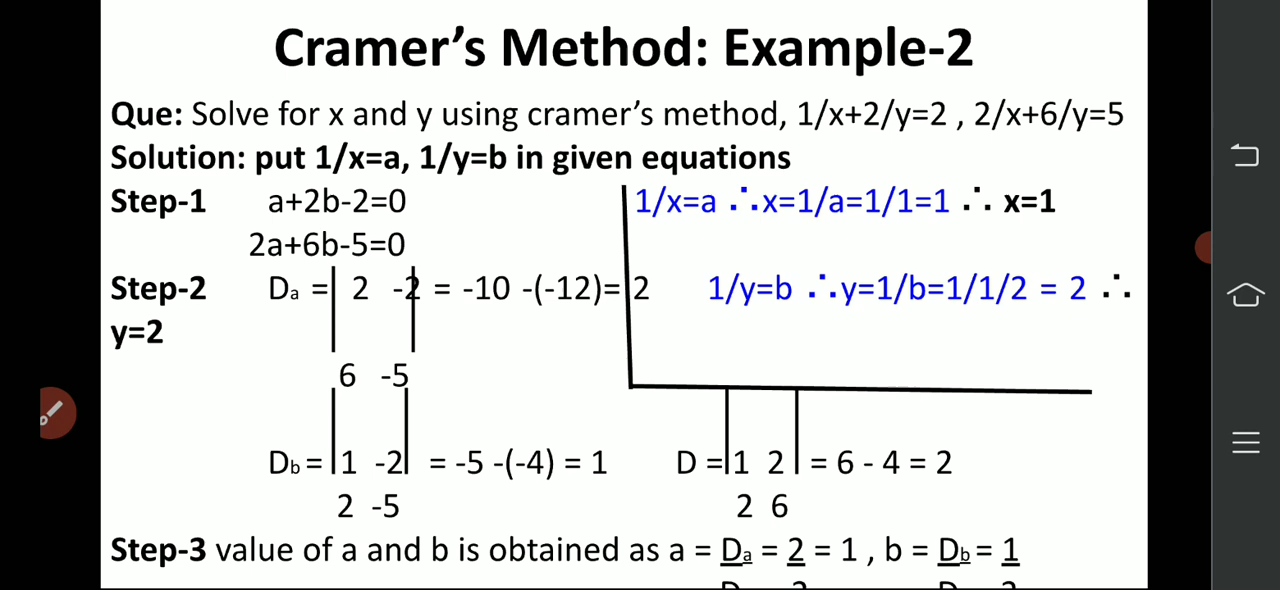 Cramer's Method: Example-2
Que: Solve for x and y using cramer's method, 1/x+2/y=2 , 2/x+6/y=5
Solution: put 1/x=a, 1/y=b in given equations
Step-1 a+2b-2=0 1/x=a ∴x=1/a=1/1=1 ∴ x=1
2a+6b-5=0
Step-2 Da =| 2 -2 | = -10 -(-12)= 2 1/y=b ∴y=1/b=1/1/2 = 2 ∴
y=2
6 -5
Db = |1 -2| = -5 -(-4) = 1 D =|1 2| = 6 - 4 = 2
2 -5 2 6
Step-3 value of a and b is obtained as a = Da = 2 = 1 , b = Db = 1